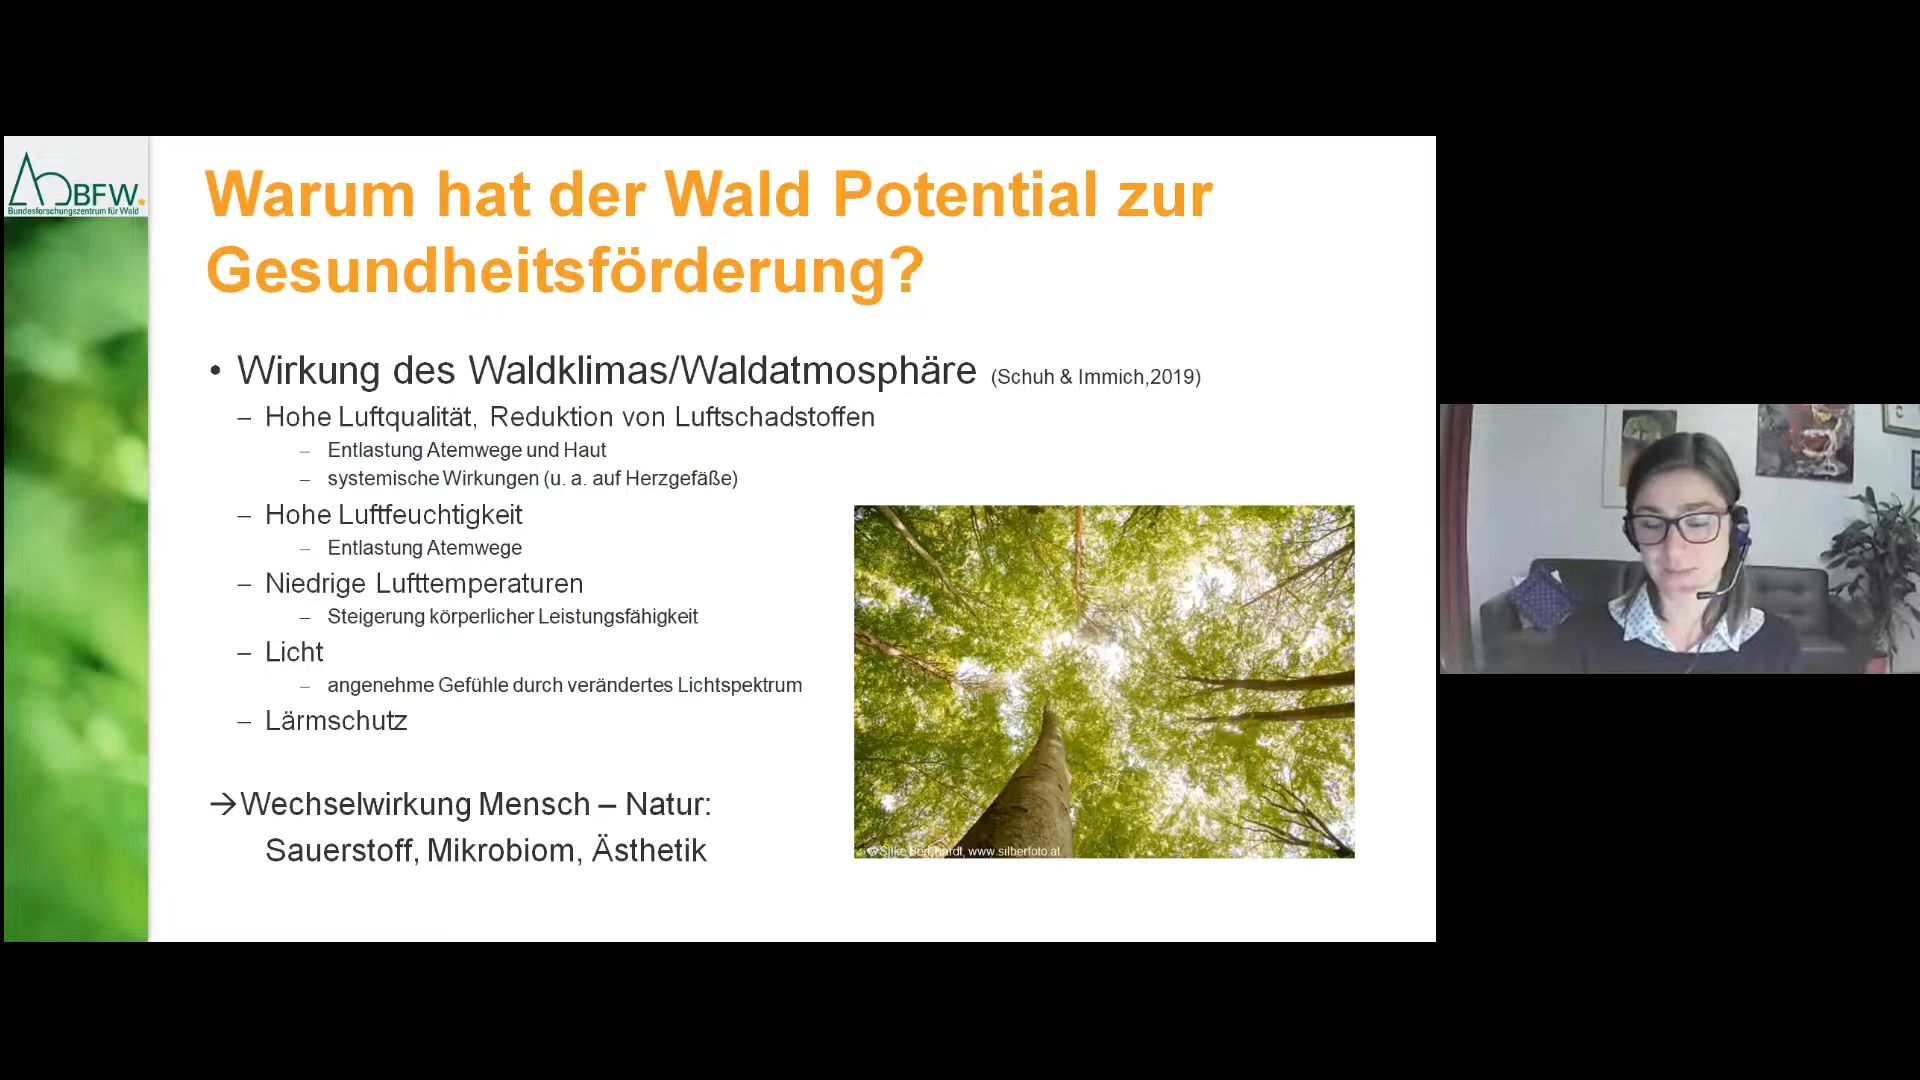 BFW.
Bundesforschungszentrum für Wald
Warum hat der Wald Potential zur
Gesundheitsförderung?
• Wirkung des Waldklimas/Waldatmosphäre (Schuh & Immich,2019)
– Hohe Luftqualität, Reduktion von Luftschadstoffen
– Entlastung Atemwege und Haut
– systemische Wirkungen (u. a. auf Herzgefäße)
– Hohe Luftfeuchtigkeit
– Entlastung Atemwege
– Niedrige Lufttemperaturen
– Steigerung körperlicher Leistungsfähigkeit
– Licht
– angenehme Gefühle durch verändertes Lichtspektrum
– Lärmschutz
→Wechselwirkung Mensch – Natur:
Sauerstoff, Mikrobiom, Ästhetik
© Silke Bernhardt, www.silberfoto.at